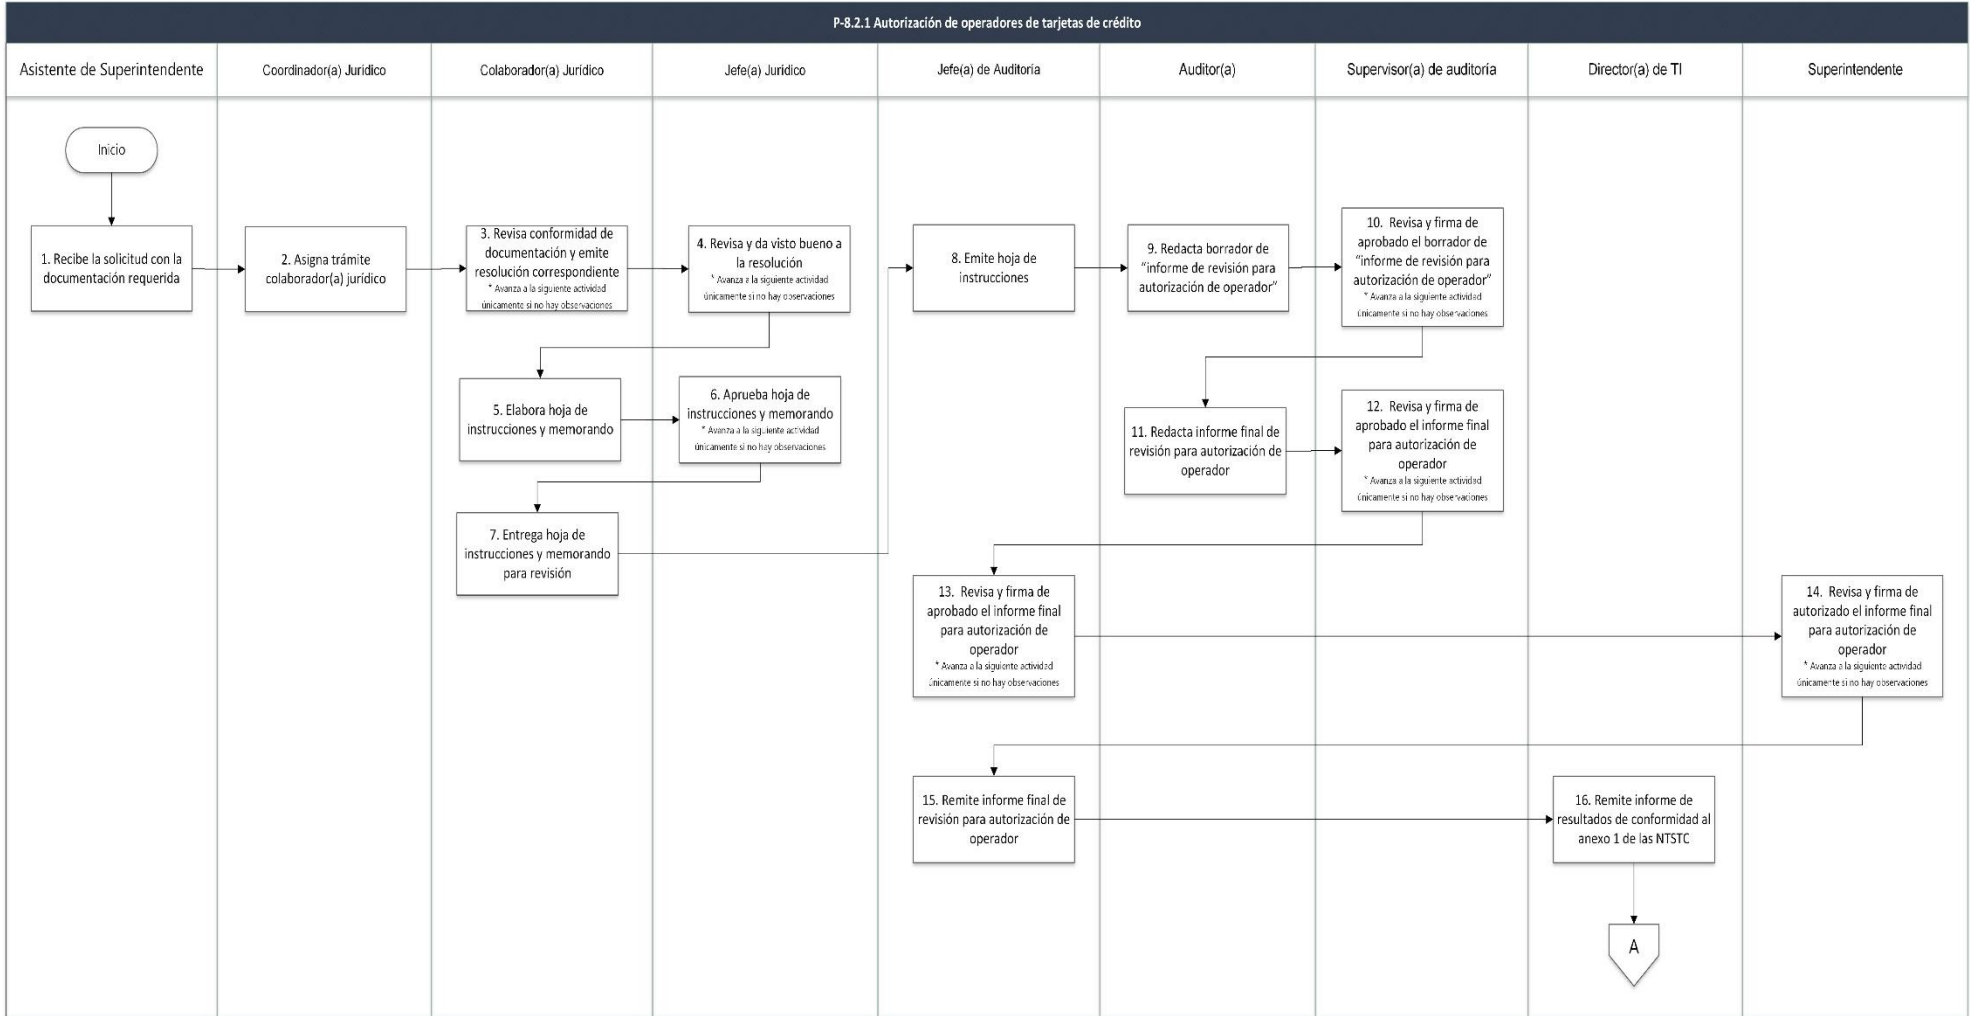 P-8.2.1 Autorización de operadores de tarjetas de crédito
Asistente de Superintendente
Coordinador(a) Jurídico
Colaborador(a) Jurídico
Jefe(a) Jurídico
Jefe(a) de Auditoría
Auditor(a)
Supervisor(a) de auditoría
Director(a) de TI
Superintendente
Inicio
1. Recibe la solicitud con la
documentación requerida
2. Asigna trámite
colaborador(a) jurídico
3. Revisa conformidad de
documentación y emite
resolución correspondiente
* Avanza a la siguiente actividad
únicamente si no hay observaciones
4. Revisa y da visto bueno a
la resolución
* Avanza a la siguiente actividad
únicamente si no hay observaciones
5. Elabora hoja de
instrucciones y memorando
6. Aprueba hoja de
instrucciones y memorando
* Avanza a la siguiente actividad
únicamente si no hay observaciones
7. Entrega hoja de
instrucciones y memorando
para revisión
8. Emite hoja de
instrucciones
9. Redacta borrador de
"informe de revisión para
autorización de operador"
10. Revisa y firma de
aprobado el borrador de
"informe de revisión para
autorización de operador"
* Avanza a la siguiente actividad
únicamente si no hay observaciones
11. Redacta informe final de
revisión para autorización de
operador
12. Revisa y firma de
aprobado el informe final
para autorización de
operador
* Avanza a la siguiente actividad
únicamente si no hay observaciones
13. Revisa y firma de
aprobado el informe final
para autorización de
operador
* Avanza a la siguiente actividad
únicamente si no hay observaciones
14. Revisa y firma de
autorizado el informe final
para autorización de
operador
* Avanza a la siguiente actividad
únicamente si no hay observaciones
15. Remite informe final de
revisión para autorización de
operador
16. Remite informe de
resultados de conformidad al
anexo 1 de las NTSTC
A